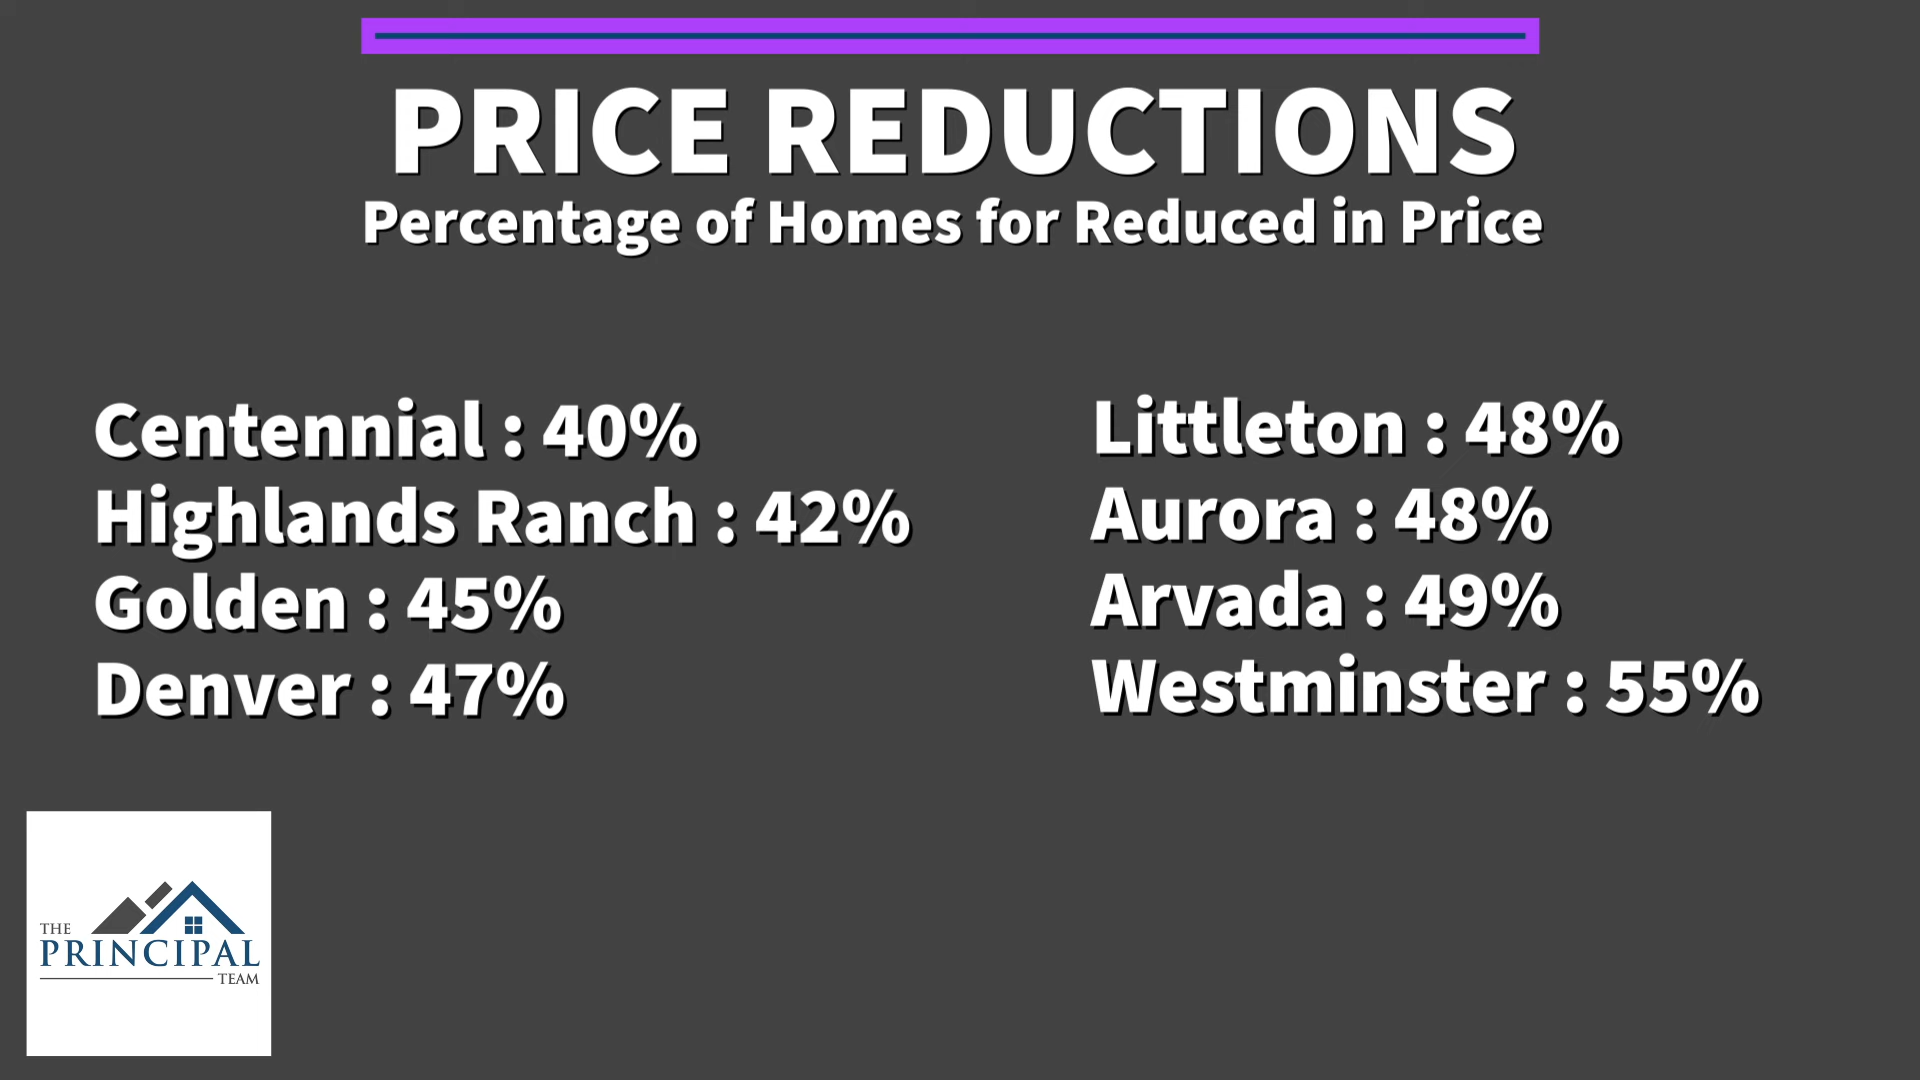 PRICE REDUCTIONS
Percentage of Homes for Reduced in Price
Centennial : 40%
Highlands Ranch : 42%
Golden : 45%
Denver : 47%
Littleton : 48%
Aurora : 48%
Arvada : 49%
Westminster : 55%
THE
PRINCIPAL
TEAM